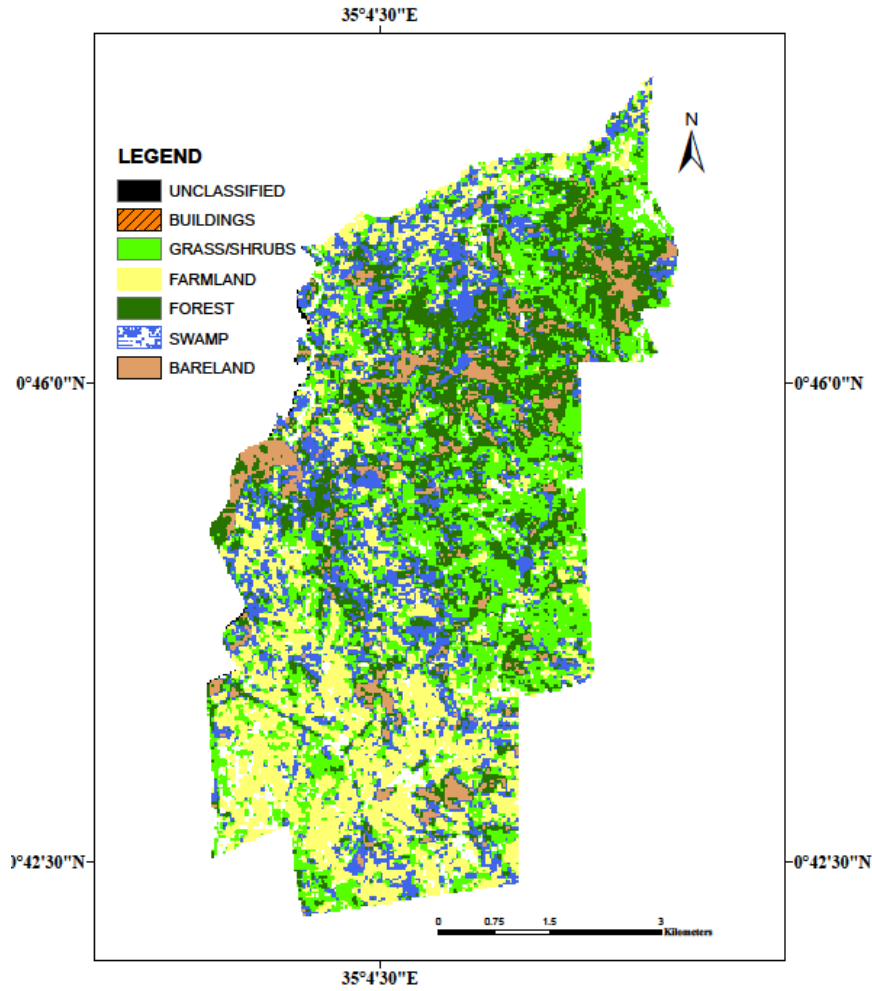 35°4'30"E
N
LEGEND
UNCLASSIFIED
BUILDINGS
GRASS/SHRUBS
FARMLAND
FOREST
SWAMP
BARELAND
0°46'0"N
0°46'0"N
0°42'30"N
0°42'30"N
0 0.75 1.5 3
Kilometers
35°4'30"E